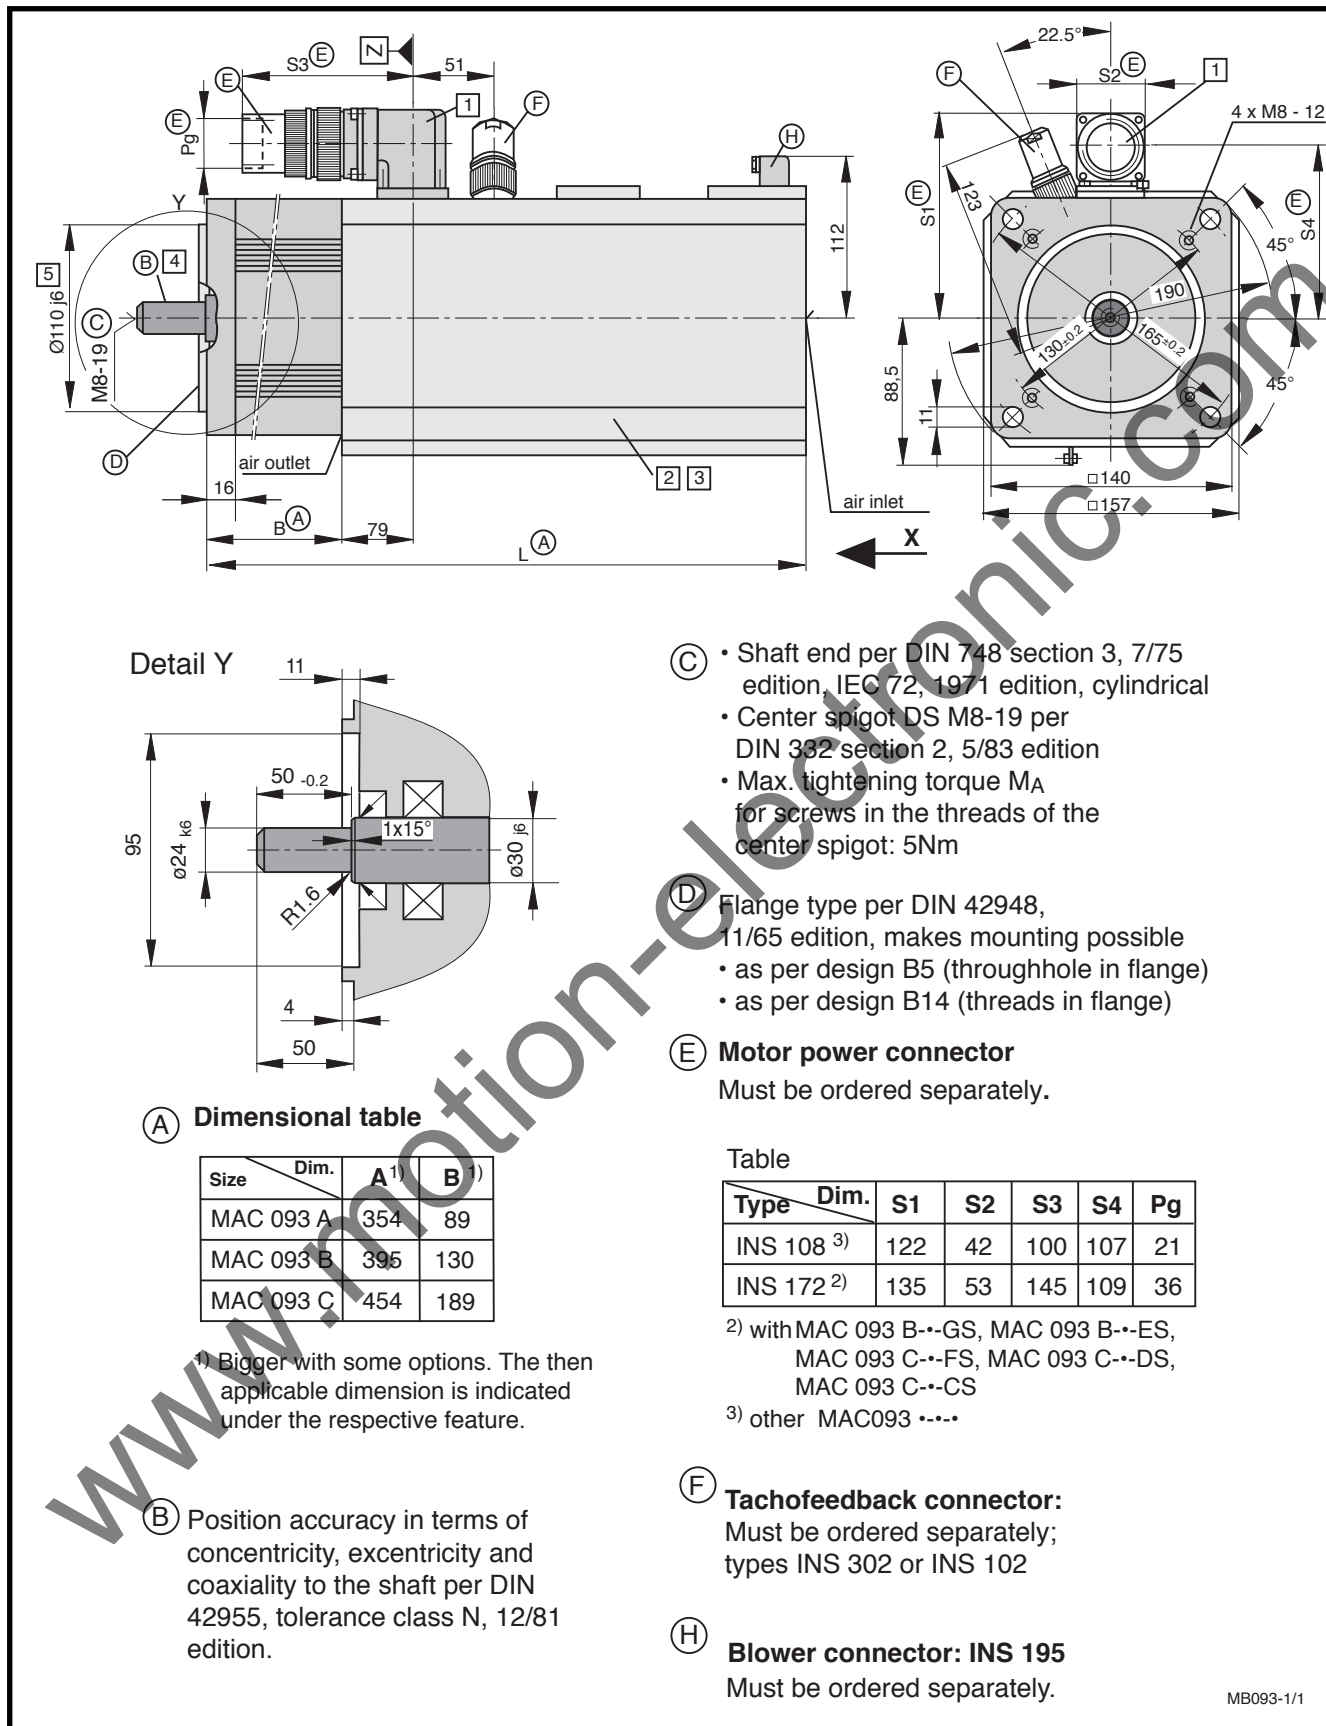 S3 E
Z
51
E
1
F
Pg E
H
Y
112
B 4
5
Ø110 j6
M8-19 C
D
air outlet
16
2 3
air inlet
B A
79
L A
X
22.5°
F
S2 E
1
4 x M8 - 12
S1 E
123
S4 E
45°
190
130±0.2
165±0.2
88,5
11
45°
□140
□157
Detail Y
11
50 -0.2
1x15°
95
ø24 k6
ø30 j6
R1.6
4
50
C
• Shaft end per DIN 748 section 3, 7/75
edition, IEC 72, 1971 edition, cylindrical
• Center spigot DS M8-19 per
DIN 332 section 2, 5/83 edition
• Max. tightening torque MA
for screws in the threads of the
center spigot: 5Nm
D
Flange type per DIN 42948,
11/65 edition, makes mounting possible
• as per design B5 (throughhole in flange)
• as per design B14 (threads in flange)
E Motor power connector
Must be ordered separately.
A Dimensional table
Size Dim. A 1) B 1)
MAC 093 A 354 89
MAC 093 B 395 130
MAC 093 C 454 189
1) Bigger with some options. The then
applicable dimension is indicated
under the respective feature.
Table
Type Dim. S1 S2 S3 S4 Pg
INS 108 3) 122 42 100 107 21
INS 172 2) 135 53 145 109 36
2) with MAC 093 B-•-GS, MAC 093 B-•-ES,
MAC 093 C-•-FS, MAC 093 C-•-DS,
MAC 093 C-•-CS
3) other MAC093 •-•-•
B Position accuracy in terms of
concentricity, excentricity and
coaxiality to the shaft per DIN
42955, tolerance class N, 12/81
edition.
F
Tachofeedback connector:
Must be ordered separately;
types INS 302 or INS 102
H
Blower connector: INS 195
Must be ordered separately.
MB093-1/1
www.motion-electronic.com